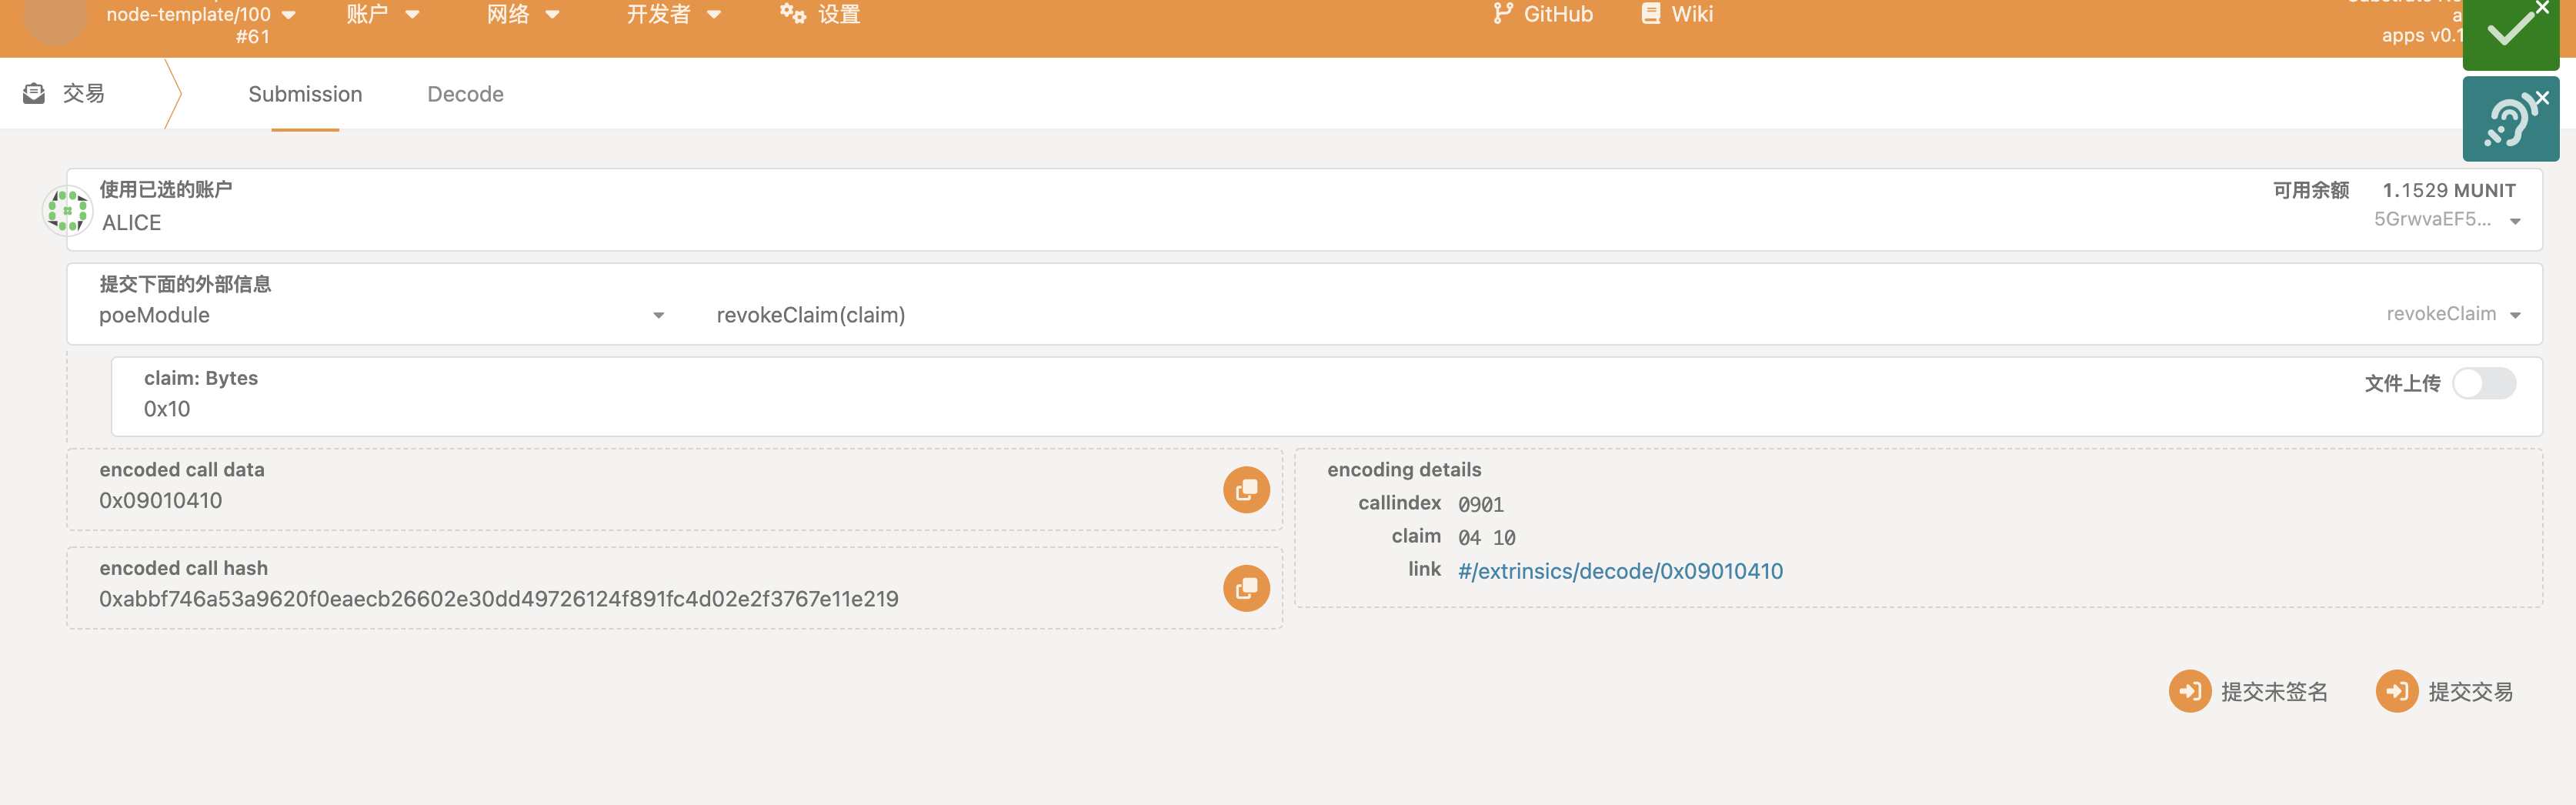 node-template/100
#61
账户
网络
开发者
设置
GitHub
Wiki
a
apps v0.1
交易
Submission
Decode
使用已选的账户
ALICE
可用余额 1.1529 MUNIT
5GrwvaEF5...
提交下面的外部信息
poeModule
revokeClaim(claim)
revokeClaim
claim: Bytes
0x10
文件上传
encoded call data
0x09010410
encoded call hash
0xabbf746a53a9620f0eaecb26602e30dd49726124f891fc4d02e2f3767e11e219
encoding details
callindex 0901
claim 04 10
link #/extrinsics/decode/0x09010410
提交未签名
提交交易